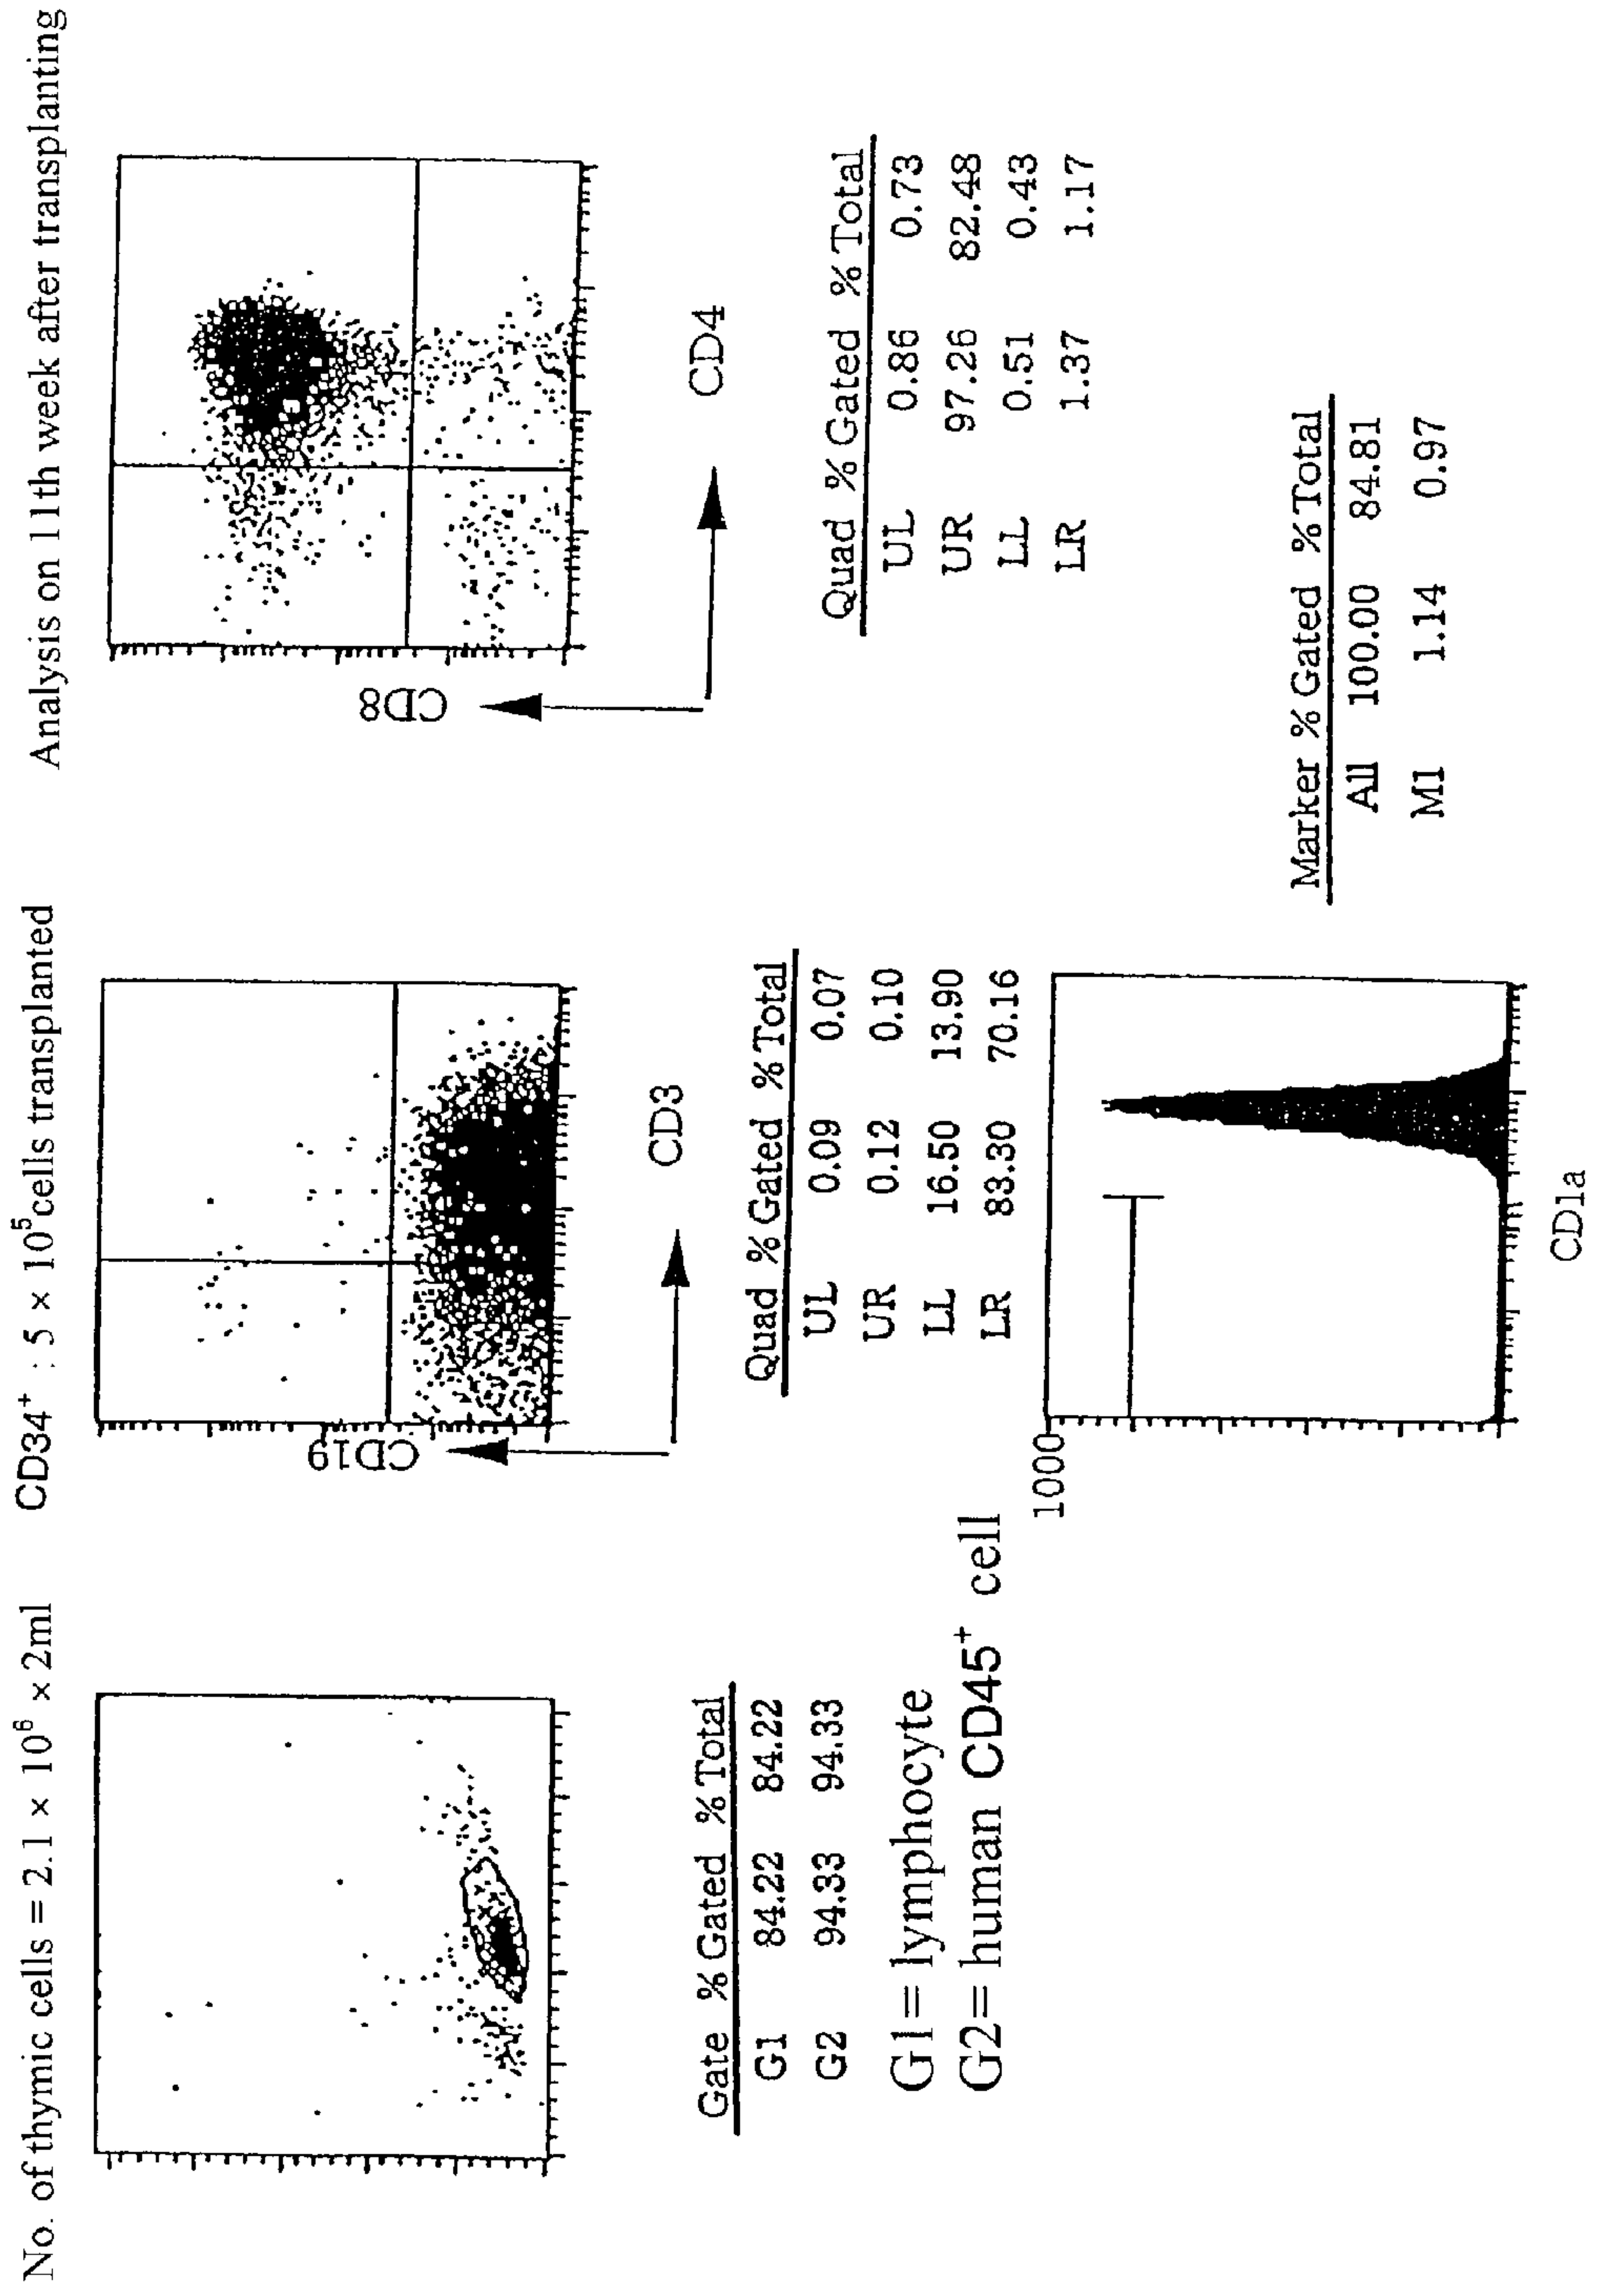 No. of thymic cells = 2.1 × 10⁶ × 2ml
CD34⁺ : 5 × 10⁵ cells transplanted
Analysis on 11th week after transplanting
Gate % Gated % Total
G1 84.22 84.22
G2 94.33 94.33
G1= lymphocyte
G2= human CD45⁺ cell
CD19
CD3
Quad % Gated % Total
UL 0.09 0.07
UR 0.12 0.10
LL 16.50 13.90
LR 83.30 70.16
CD8
CD4
Quad % Gated % Total
UL 0.86 0.73
UR 97.26 82.48
LL 0.51 0.43
LR 1.37 1.17
1000
CD1a
Marker % Gated % Total
All 100.00 84.81
M1 1.14 0.97